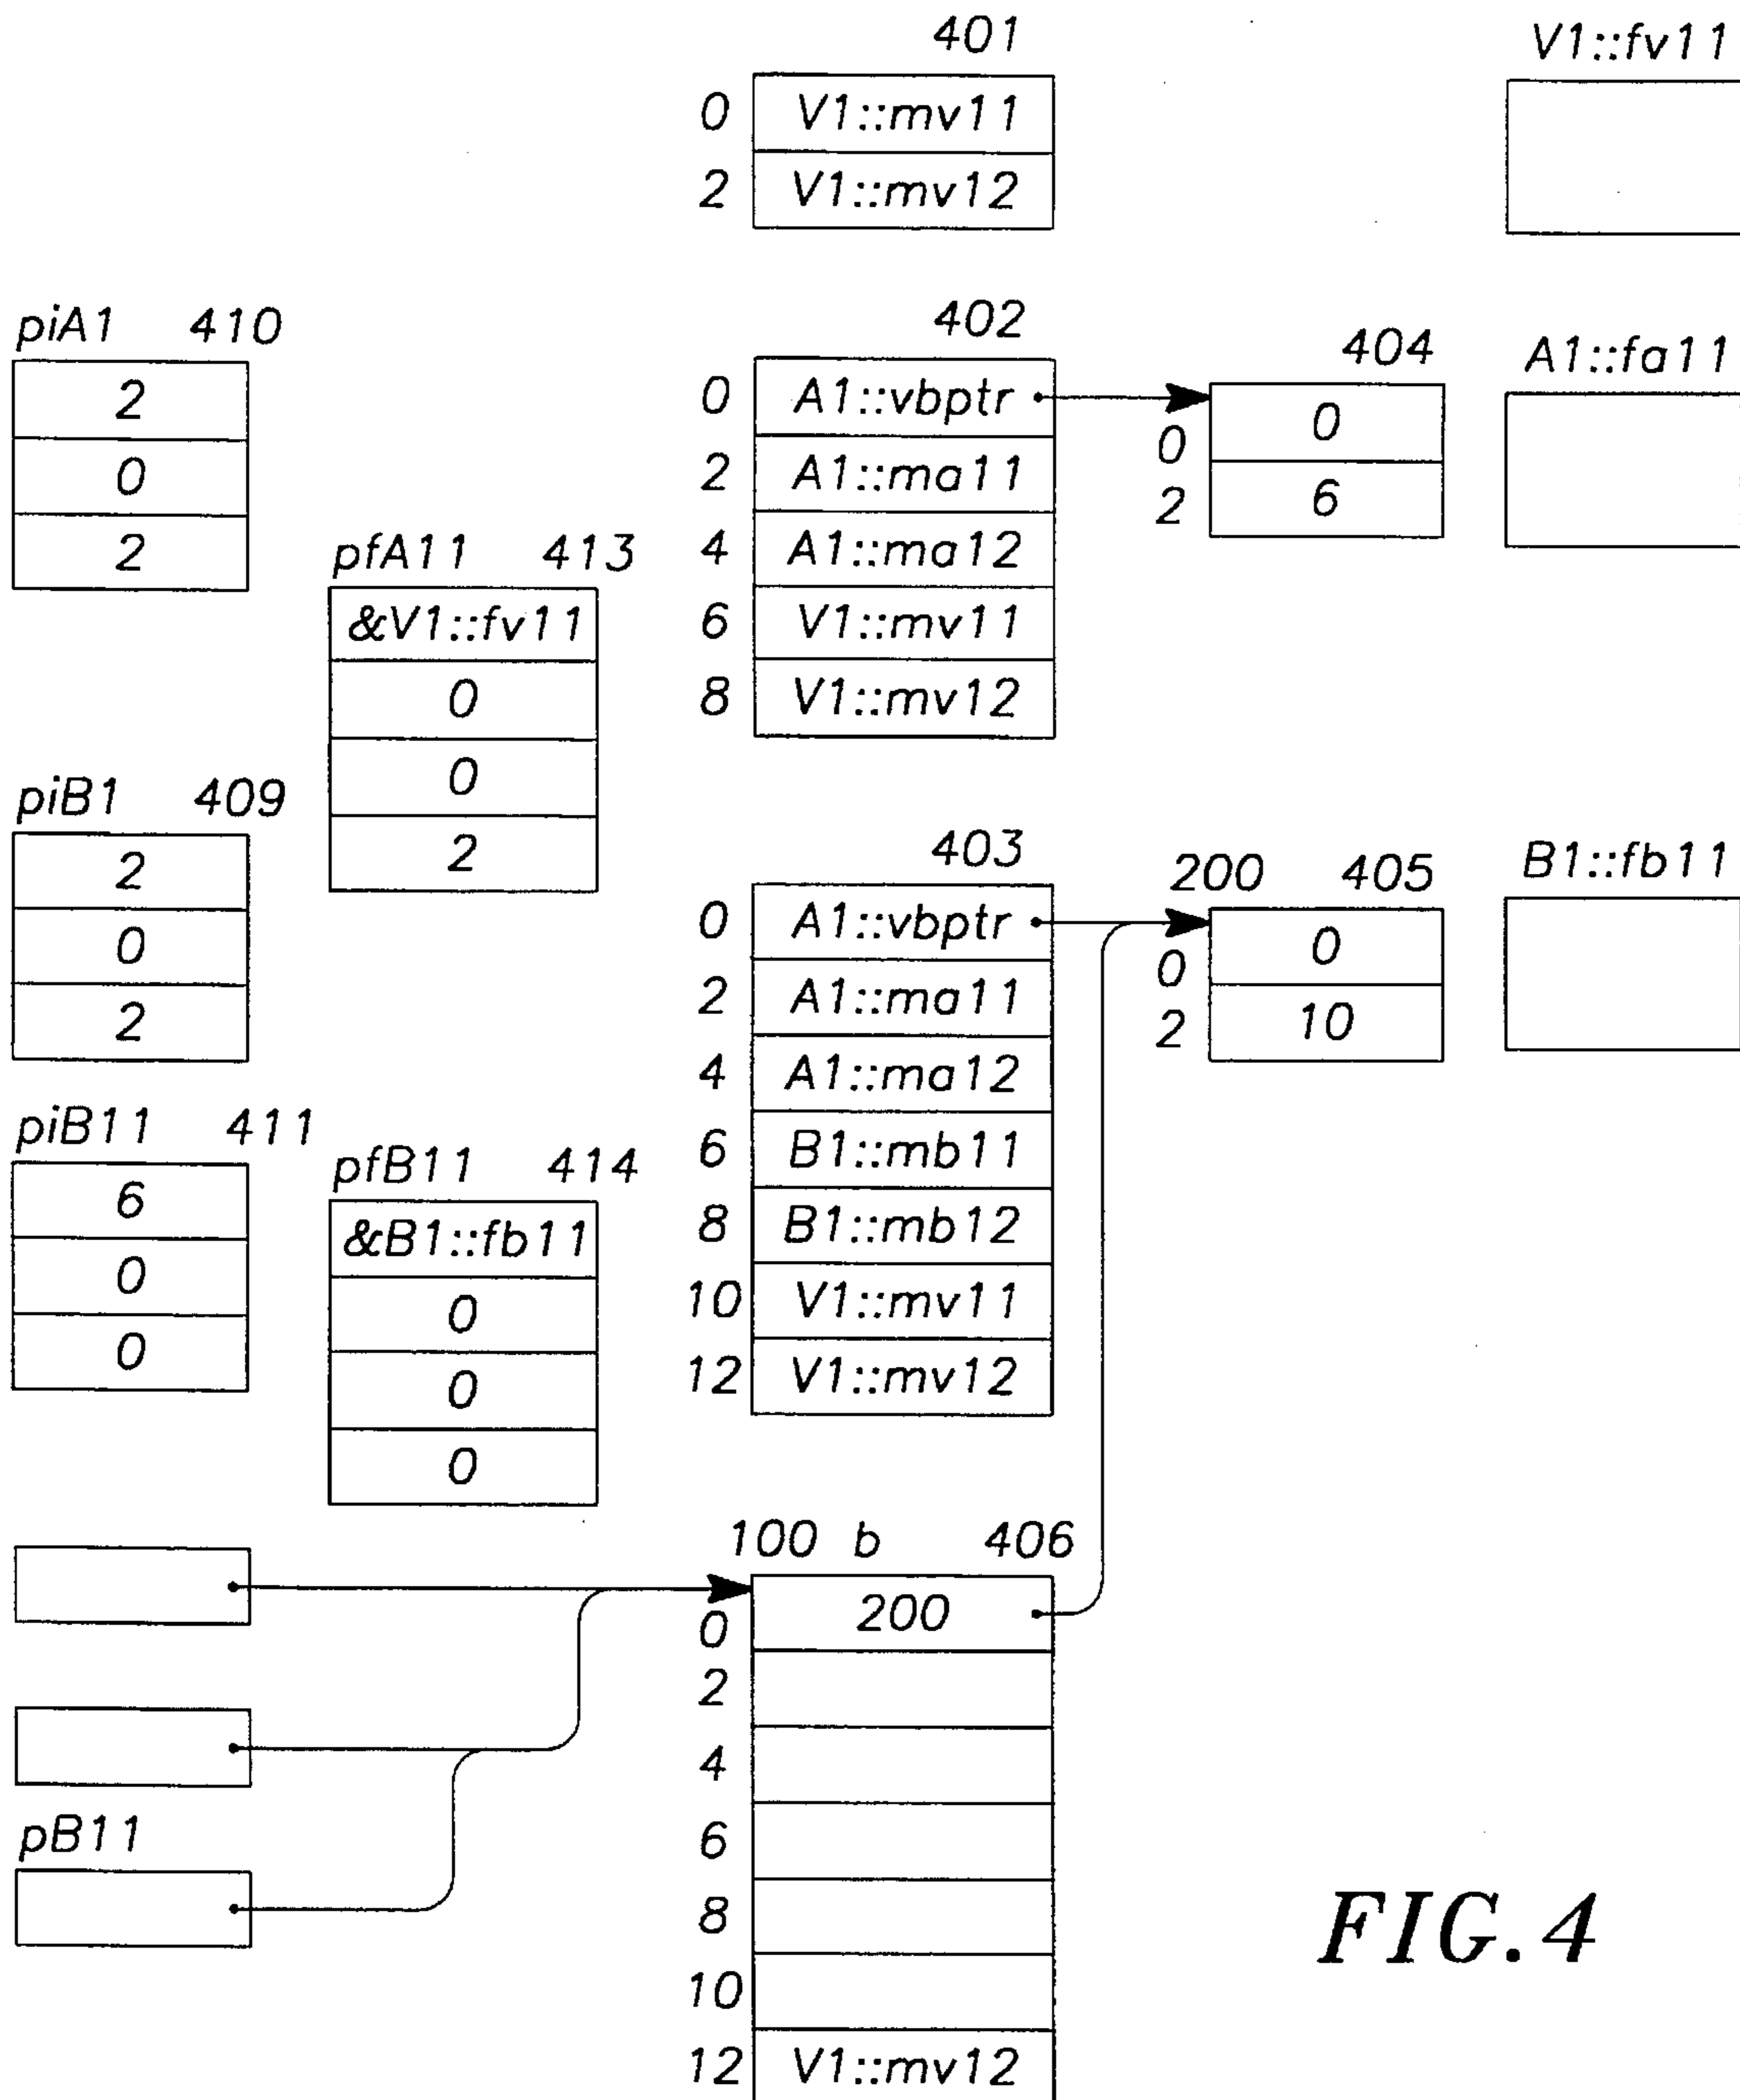 401
V1::fv11
0 V1::mv11
2 V1::mv12
piA1 410
2
0
2
402
0 A1::vbptr
2 A1::ma11
4 A1::ma12
6 V1::mv11
8 V1::mv12
404
0
0
6
2
A1::fa11
pfA11 413
&V1::fv11
0
0
2
piB1 409
2
0
2
403
0 A1::vbptr
2 A1::ma11
4 A1::ma12
6 B1::mb11
8 B1::mb12
10 V1::mv11
12 V1::mv12
200 405
0
0
10
2
B1::fb11
piB11 411
6
0
0
pfB11 414
&B1::fb11
0
0
0
100 b 406
200
0
2
4
6
8
10
12 V1::mv12
pB11
FIG. 4